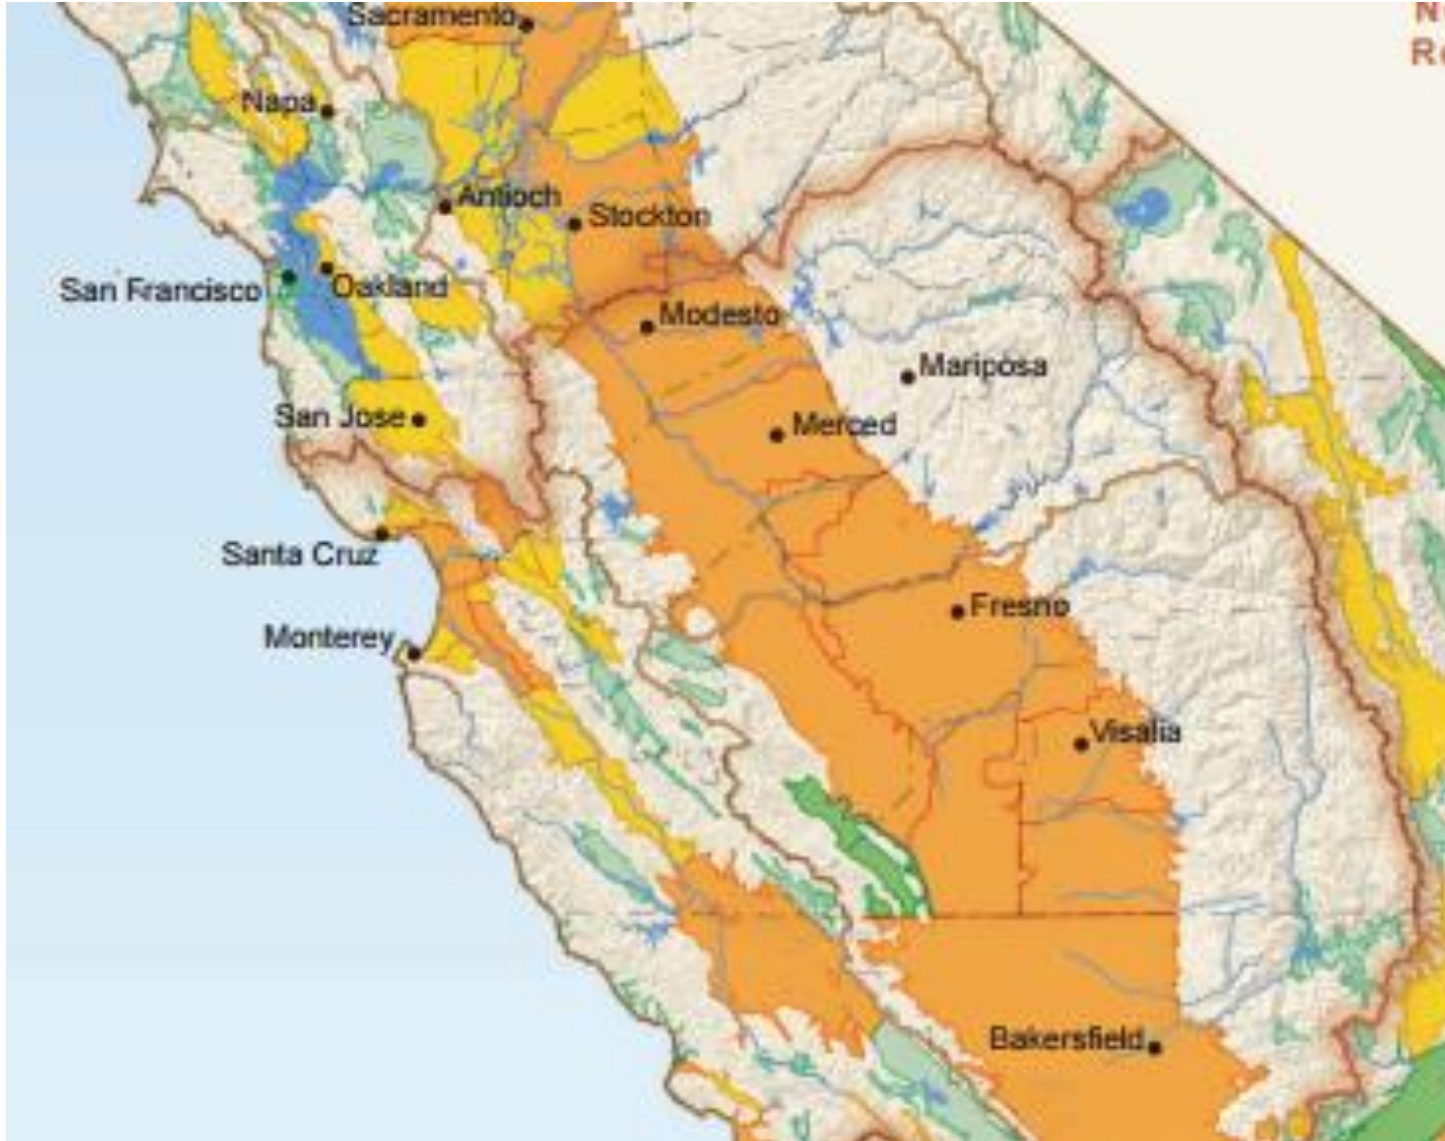 Sacramento
Napa
Antioch
Stockton
San Francisco
Oakland
Modesto
Mariposa
San Jose
Merced
Santa Cruz
Fresno
Monterey
Visalia
Bakersfield